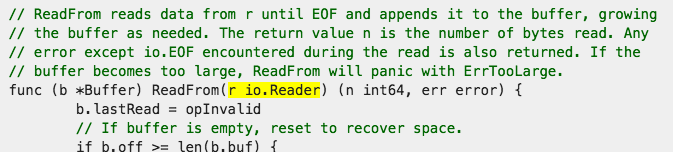 // ReadFrom reads data from r until EOF and appends it to the buffer, growing
// the buffer as needed. The return value n is the number of bytes read. Any
// error except io.EOF encountered during the read is also returned. If the
// buffer becomes too large, ReadFrom will panic with ErrTooLarge.
func (b *Buffer) ReadFrom(r io.Reader) (n int64, err error) {
        b.lastRead = opInvalid
        // If buffer is empty, reset to recover space.
        if b.off >= len(b.buf) {